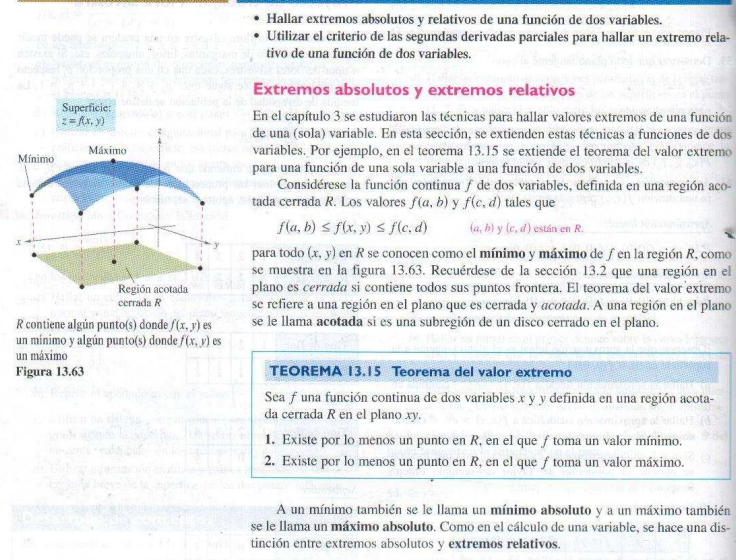 • Hallar extremos absolutos y relativos de una función de dos variables.
• Utilizar el criterio de las segundas derivadas parciales para hallar un extremo rela-
tivo de una función de dos variables.
Extremos absolutos y extremos relativos
En el capítulo 3 se estudiaron las técnicas para hallar valores extremos de una función
de una (sola) variable. En esta sección, se extienden estas técnicas a funciones de dos
variables. Por ejemplo, en el teorema 13.15 se extiende el teorema del valor extremo
para una función de una sola variable a una función de dos variables.
Considérese la función continua f de dos variables, definida en una región aco-
tada cerrada R. Los valores f(a, b) y f(c, d) tales que
f(a, b) ≤ f(x, y) ≤ f(c, d) (a, b) y (c, d) están en R.
para todo (x, y) en R se conocen como el mínimo y máximo de f en la región R, como
se muestra en la figura 13.63. Recuérdese de la sección 13.2 que una región en el
plano es cerrada si contiene todos sus puntos frontera. El teorema del valor extremo
se refiere a una región en el plano que es cerrada y acotada. A una región en el plano
se le llama acotada si es una subregión de un disco cerrado en el plano.
Superficie:
z = f(x, y)
z
Máximo
Mínimo
x
y
Región acotada
cerrada R
R contiene algún punto(s) donde f(x, y) es
un mínimo y algún punto(s) donde f(x, y) es
un máximo
Figura 13.63
TEOREMA 13.15 Teorema del valor extremo
Sea f una función continua de dos variables x y y definida en una región acota-
da cerrada R en el plano xy.
1. Existe por lo menos un punto en R, en el que f toma un valor mínimo.
2. Existe por lo menos un punto en R, en el que f toma un valor máximo.
A un mínimo también se le llama un mínimo absoluto y a un máximo también
se le llama un máximo absoluto. Como en el cálculo de una variable, se hace una dis-
tinción entre extremos absolutos y extremos relativos.